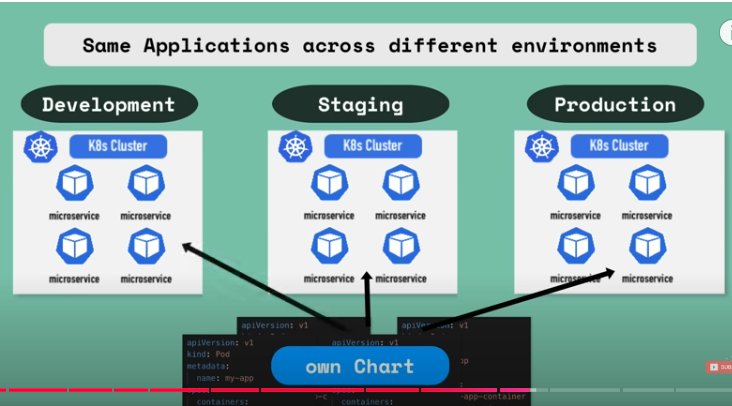 Same Applications across different environments
Development
Staging
Production
K8s Cluster
K8s Cluster
K8s Cluster
microservice
microservice
microservice
microservice
microservice
microservice
microservice
microservice
microservice
microservice
microservice
microservice
apiVersion: v1
apiVersion: v1
apiVersion: v1
apiVersion: v1
kind: Pod
metadata:
name: my-app
own Chart
containers:
containers:
-app-container